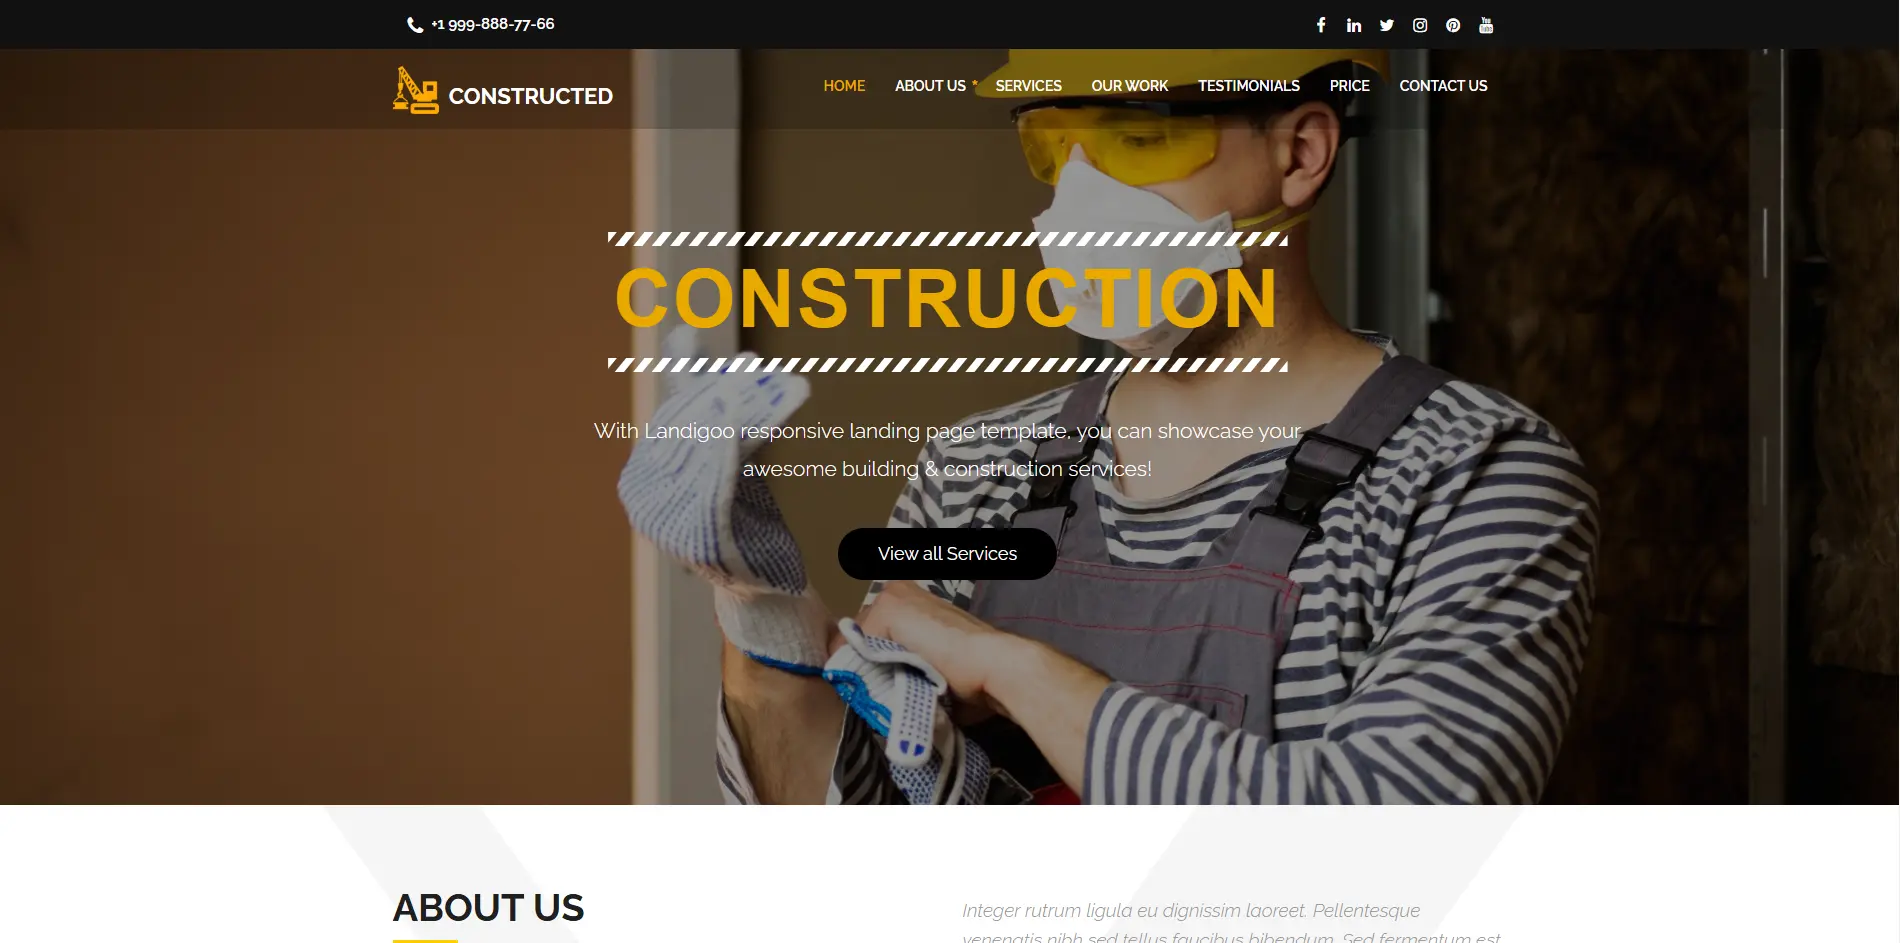 +1 999-888-77-66
CONSTRUCTED
HOME ABOUT US * SERVICES OUR WORK TESTIMONIALS PRICE CONTACT US
CONSTRUCTION
With Landigoo responsive landing page template, you can showcase your
awesome building & construction services!
View all Services
ABOUT US
Integer rutrum ligula eu dignissim laoreet. Pellentesque
venenatis nibh sed tellus faucibus bibendum. Sed fermentum est